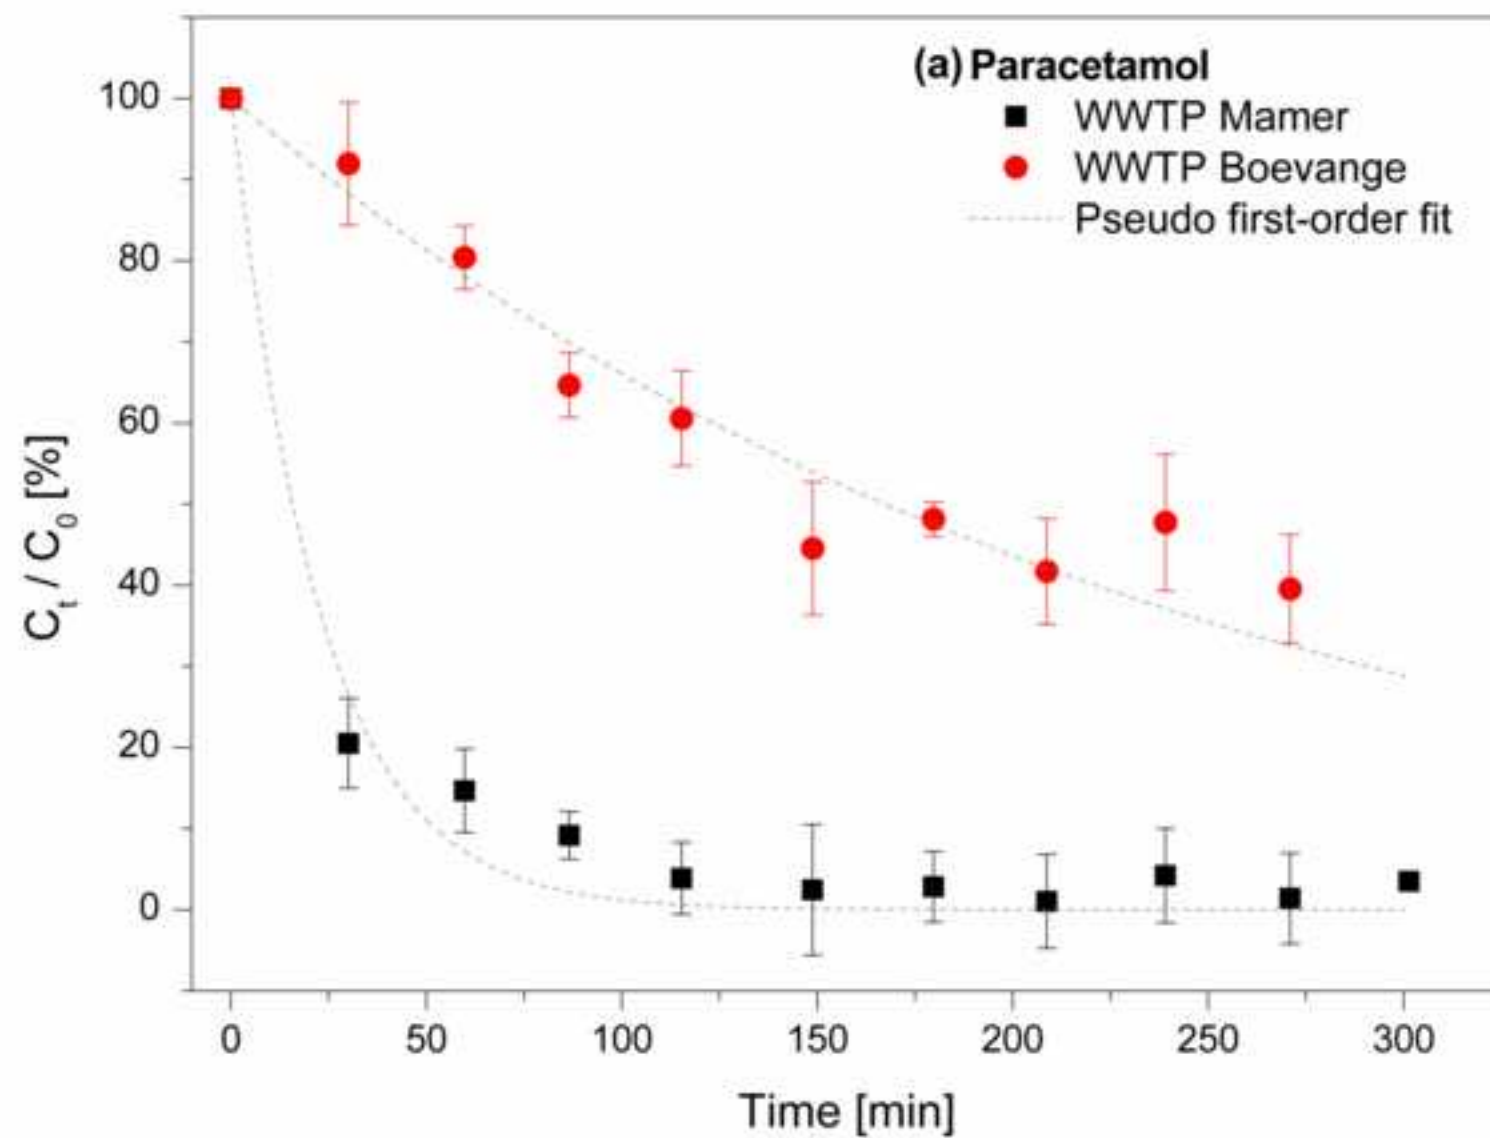 (a) Paracetamol
WWTP Mamer
WWTP Boevange
Pseudo first-order fit
100
80
60
40
20
0
Cₜ / C₀ [%]
0 50 100 150 200 250 300
Time [min]